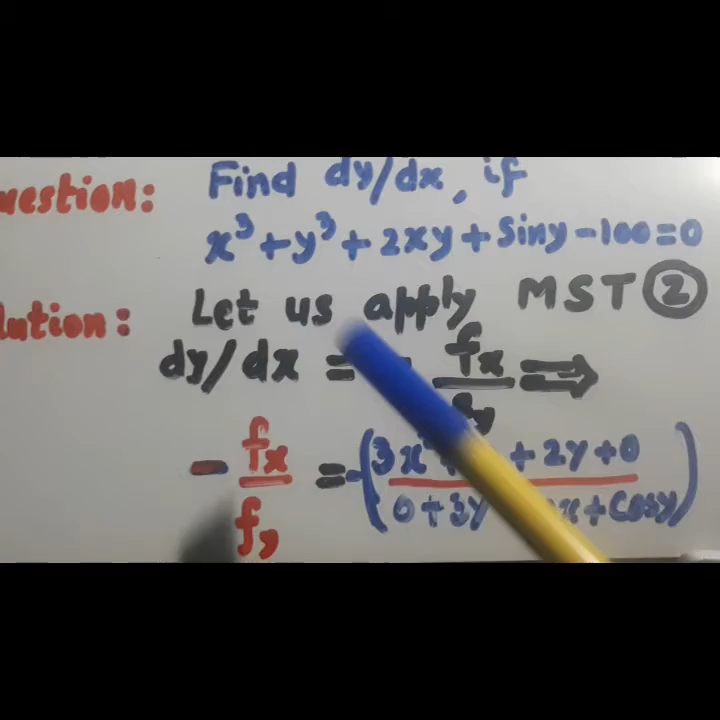 uestion: Find dy/dx, if
x³+y³+2xy+Siny-100=0
lution: Let us apply MST ②
dy/dx = fx/fy ⇒
- fx/fy = -(3x + 2y+0 / 0+3y x+Cosy)